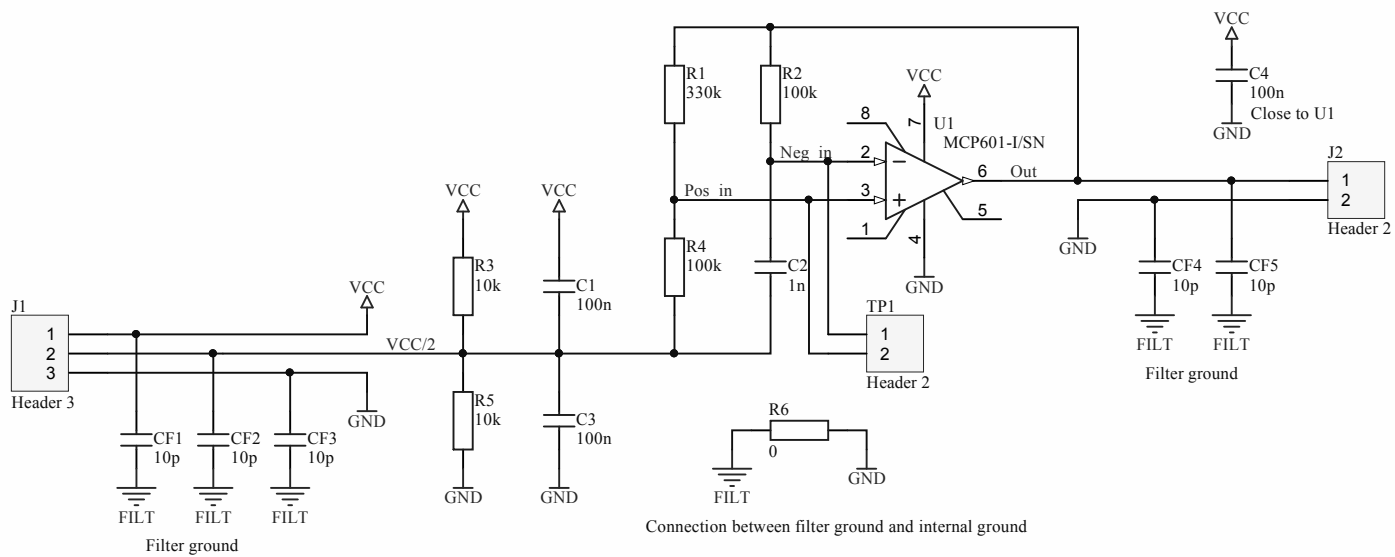 VCC
R1
330k
R2
100k
VCC
C4
100n
Close to U1
GND
8
7
U1
MCP601-I/SN
Neg_in
2
6
Out
J2
1
2
Header 2
VCC
VCC
Pos_in
3
5
1
4
GND
R4
100k
GND
R3
10k
C1
100n
C2
1n
CF4
10p
CF5
10p
VCC
J1
1
2
3
Header 3
VCC/2
TP1
1
2
Header 2
FILT
FILT
Filter ground
GND
R5
10k
C3
100n
R6
0
CF1
10p
CF2
10p
CF3
10p
GND
GND
GND
FILT
FILT
FILT
FILT
Filter ground
Connection between filter ground and internal ground